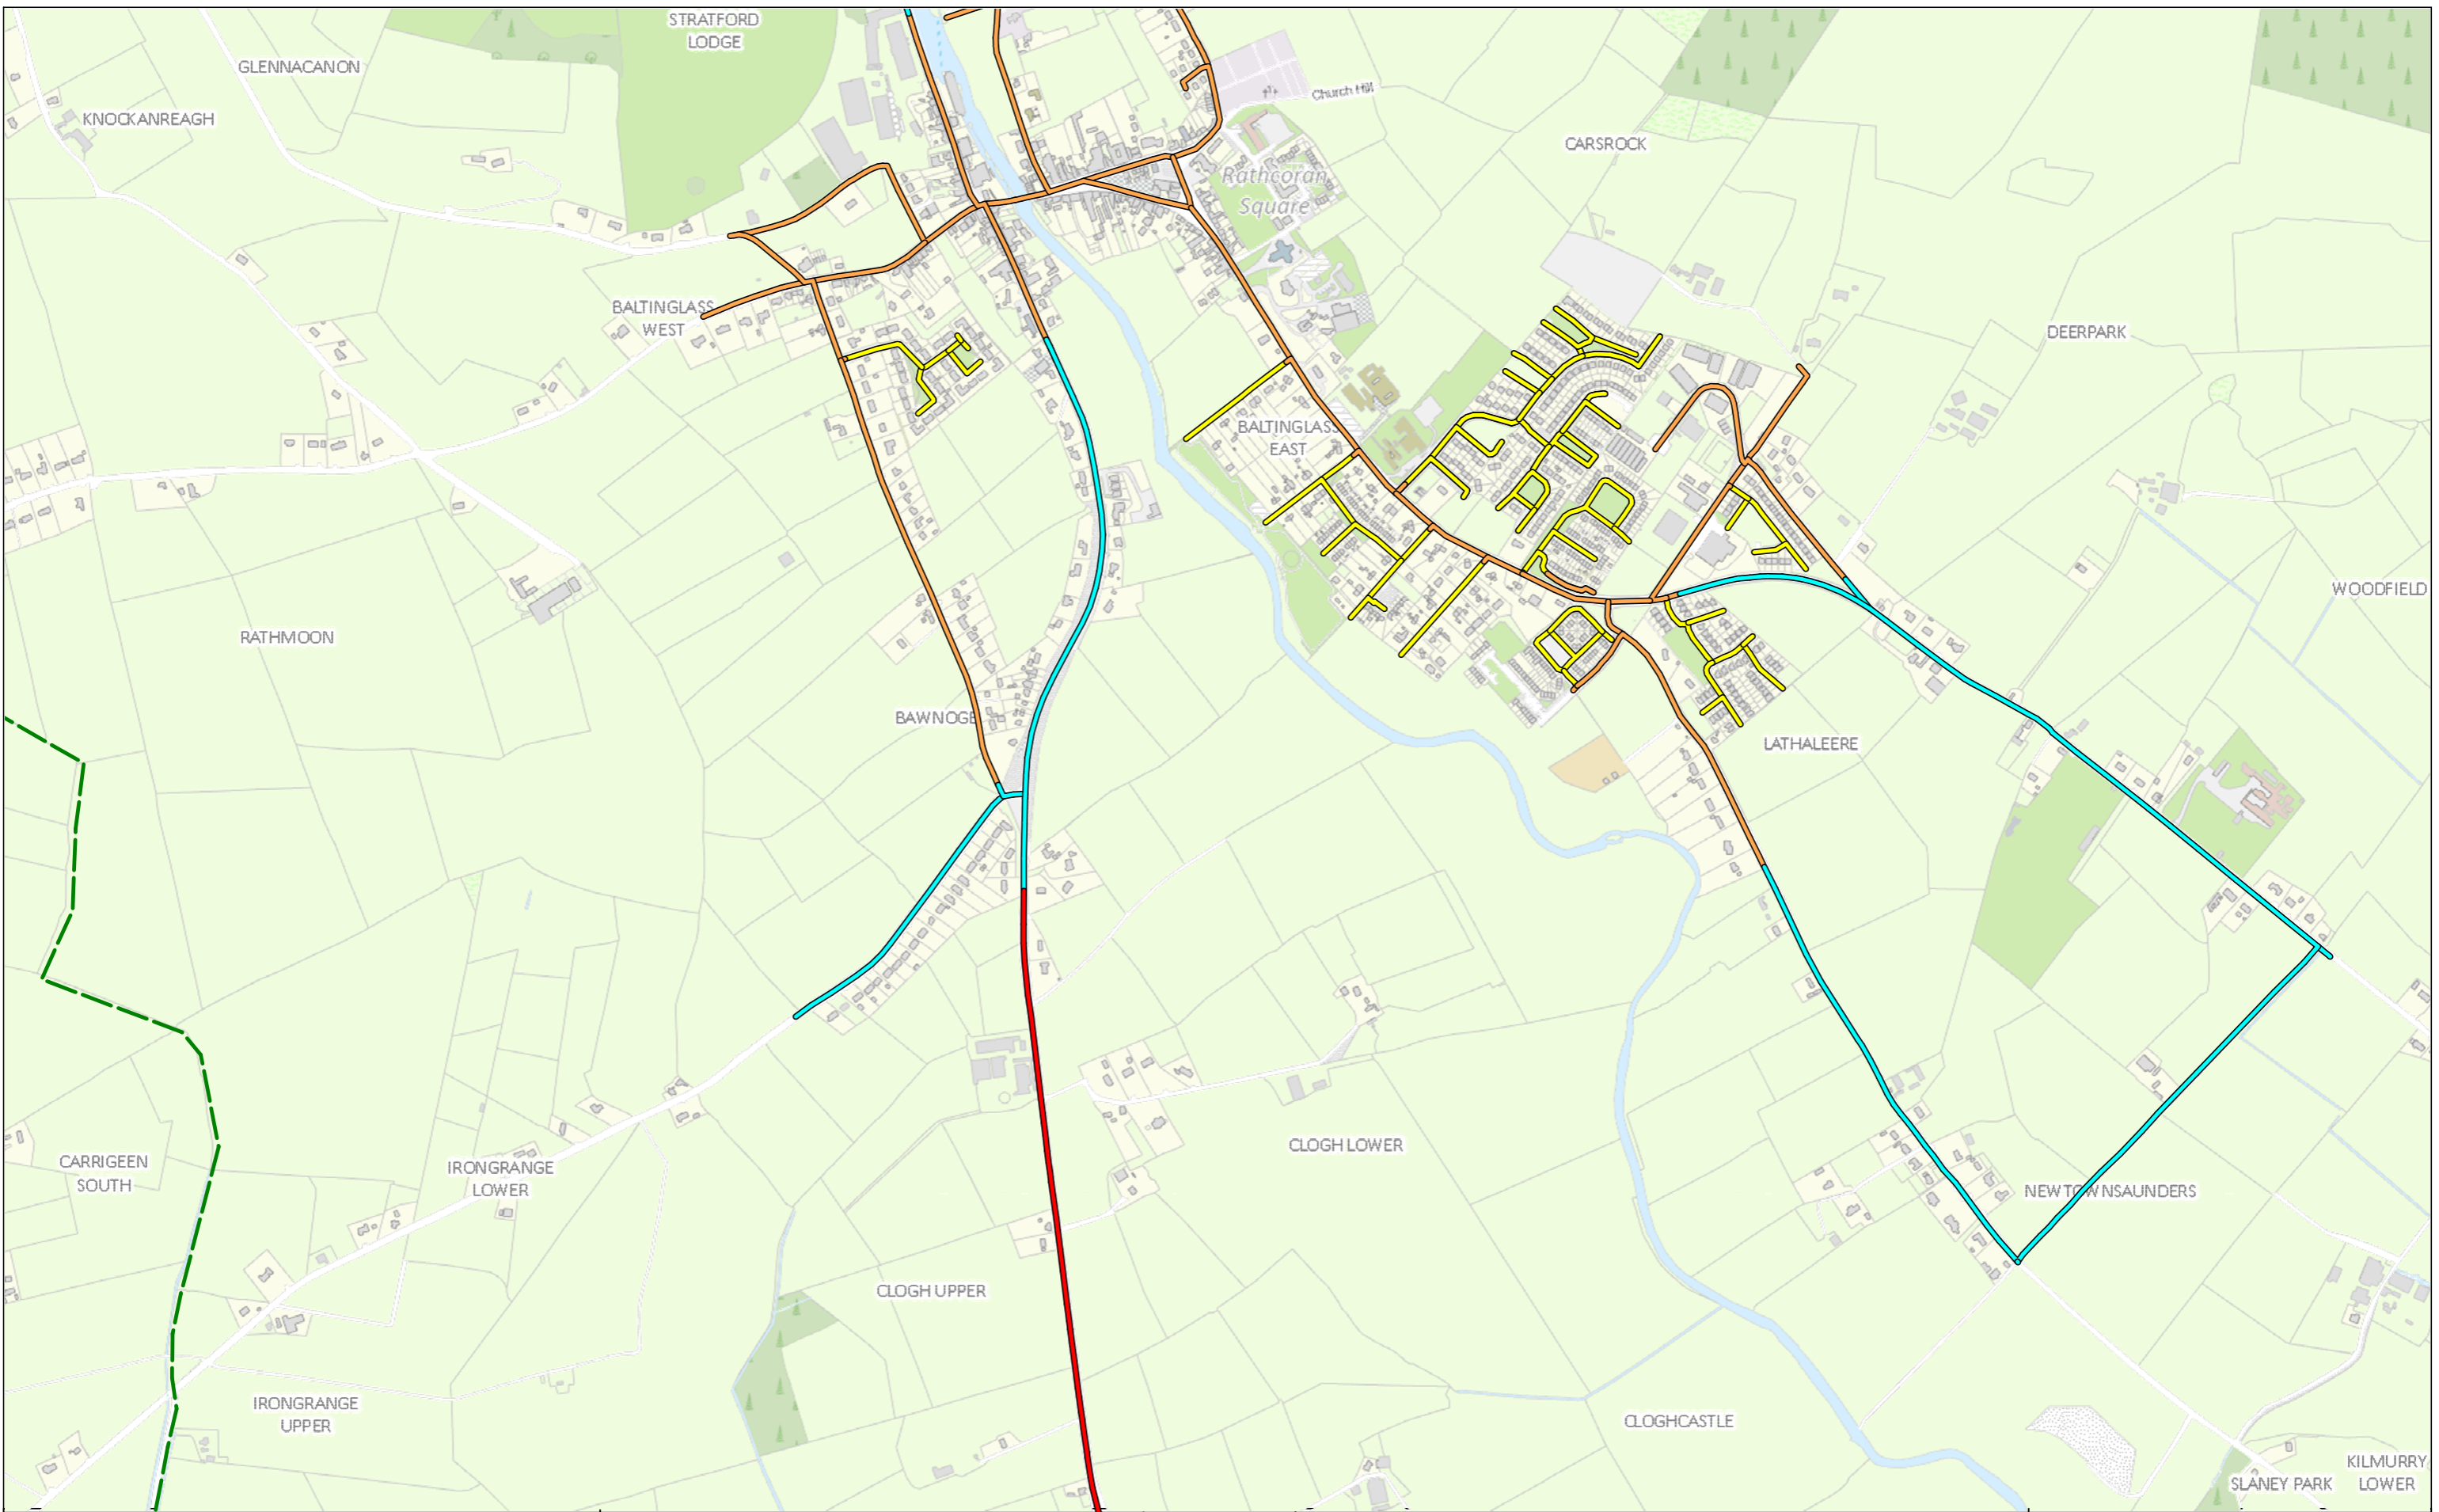 STRATFORD
LODGE
GLENNACANON
KNOCKANREAGH
Church Hill
CARSROCK
Rathcoran
Square
BALTINGLASS
WEST
DEERPARK
BALTINGLASS
EAST
WOODFIELD
RATHMOON
BAWNOGE
LATHALEERE
CARRIGEEN
SOUTH
IRONGRANGE
LOWER
CLOGH LOWER
NEWTOWNSAUNDERS
CLOGH UPPER
IRONGRANGE
UPPER
CLOGHCASTLE
SLANEY PARK
KILMURRY
LOWER